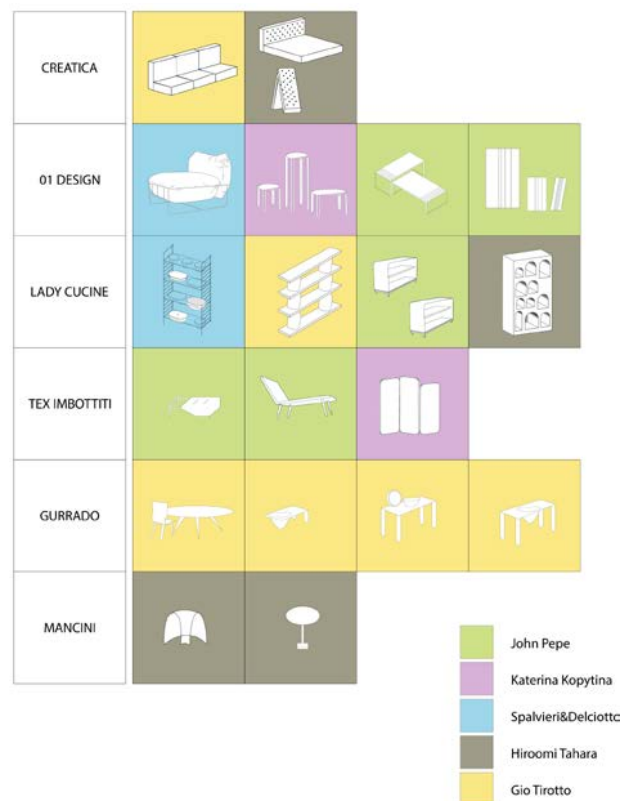 CREATICA
01 DESIGN
LADY CUCINE
TEX IMBOTTITI
GURRADO
MANCINI
John Pepe
Katerina Kopytina
Spalvieri&Delciotto
Hiroomi Tahara
Gio Tirotto